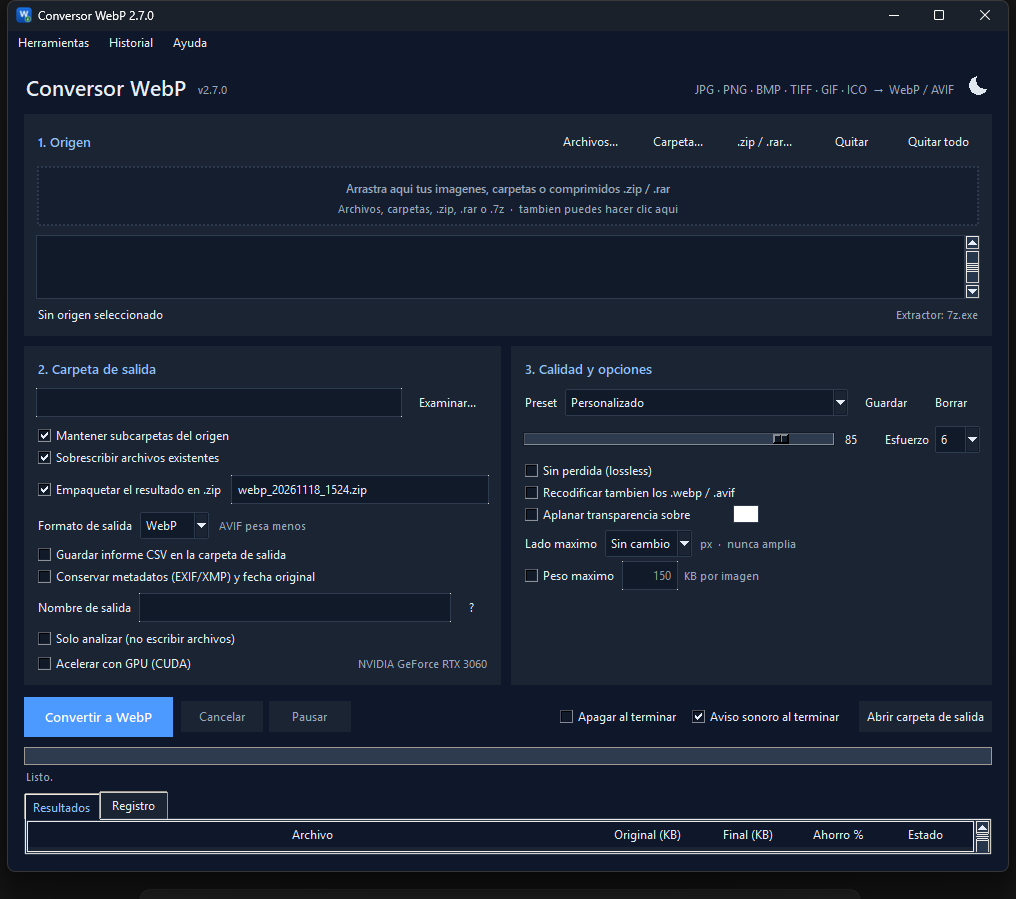 Conversor WebP 2.7.0
Herramientas Historial Ayuda
Conversor WebP v2.7.0 JPG · PNG · BMP · TIFF · GIF · ICO → WebP / AVIF
1. Origen Archivos... Carpeta... .zip / .rar... Quitar Quitar todo
Arrastra aqui tus imagenes, carpetas o comprimidos .zip / .rar
Archivos, carpetas, .zip, .rar o .7z · tambien puedes hacer clic aqui
Sin origen seleccionado Extractor: 7z.exe
2. Carpeta de salida
Examinar...
Mantener subcarpetas del origen
Sobrescribir archivos existentes
Empaquetar el resultado en .zip webp_20261118_1524.zip
Formato de salida WebP AVIF pesa menos
Guardar informe CSV en la carpeta de salida
Conservar metadatos (EXIF/XMP) y fecha original
Nombre de salida ?
Solo analizar (no escribir archivos)
Acelerar con GPU (CUDA) NVIDIA GeForce RTX 3060
3. Calidad y opciones
Preset Personalizado Guardar Borrar
85 Esfuerzo 6
Sin perdida (lossless)
Recodificar tambien los .webp / .avif
Aplanar transparencia sobre
Lado maximo Sin cambio px · nunca amplia
Peso maximo 150 KB por imagen
Convertir a WebP Cancelar Pausar Apagar al terminar Aviso sonoro al terminar Abrir carpeta de salida
Listo.
Resultados Registro
Archivo Original (KB) Final (KB) Ahorro % Estado